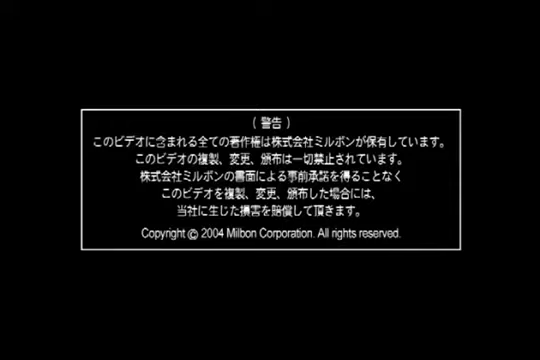 ( 警告 )
このビデオに含まれる全ての著作権は株式会社ミルボンが保有しています。
このビデオの複製、変更、頒布は一切禁止されています。
株式会社ミルボンの書面による事前承諾を得ることなく
このビデオを複製、変更、頒布した場合には、
当社に生じた損害を賠償して頂きます。
Copyright © 2004 Milbon Corporation. All rights reserved.